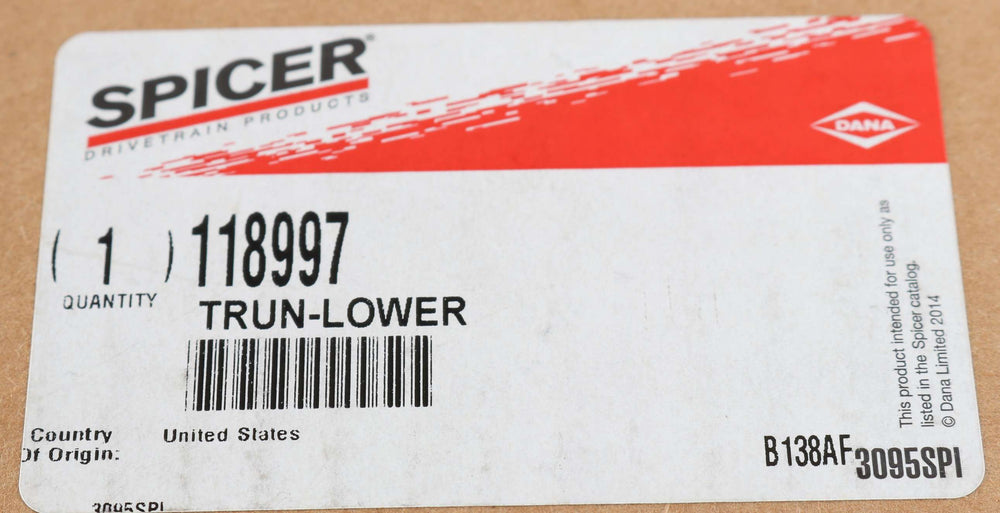 SPICER®
DRIVETRAIN PRODUCTS
DANA
( 1 ) 118997
QUANTITY
TRUN-LOWER
Country Of Origin: United States
This product intended for use only as
listed in the Spicer catalog.
© Dana Limited 2014
B138AF 3095SPI
3095SPI